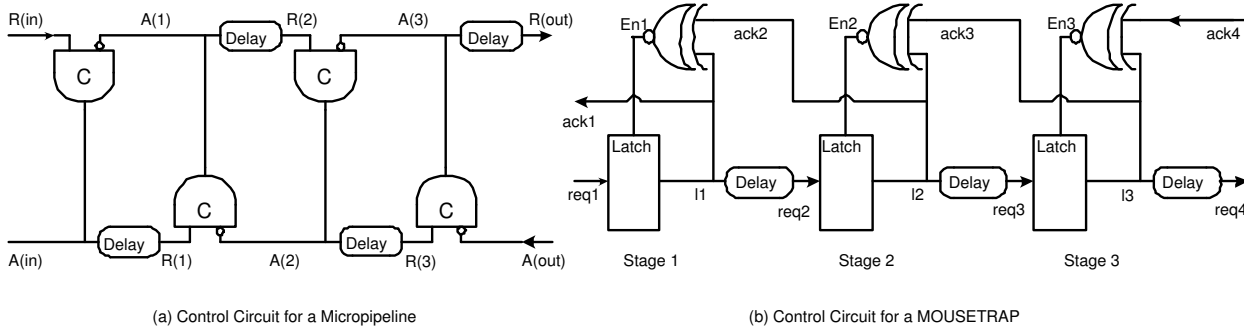 R(in) A(1) R(2) A(3) R(out)
Delay Delay
C C
C C
Delay Delay
A(in) R(1) A(2) R(3) A(out)
(a) Control Circuit for a Micropipeline
En1 En2 En3
ack2 ack3 ack4
ack1
Latch Latch Latch
Delay Delay Delay
req1 l1 req2 l2 req3 l3 req4
Stage 1 Stage 2 Stage 3
(b) Control Circuit for a MOUSETRAP